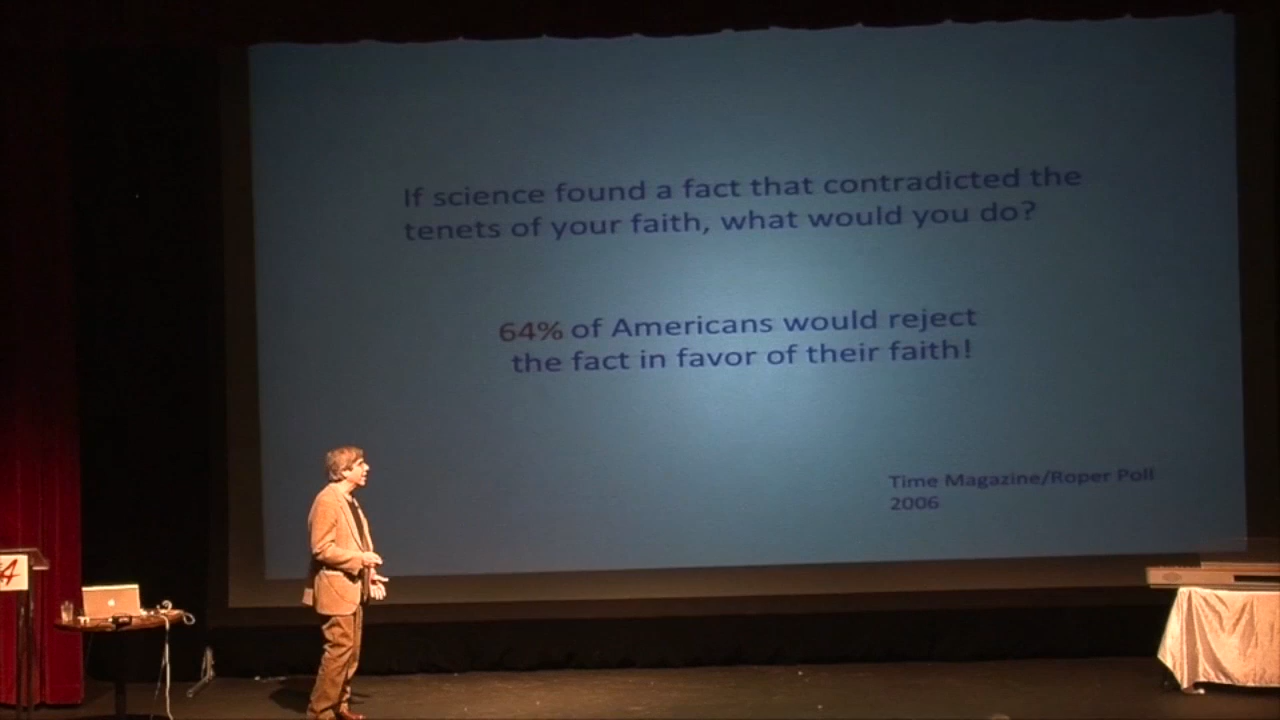 If science found a fact that contradicted the
tenets of your faith, what would you do?
64% of Americans would reject
the fact in favor of their faith!
Time Magazine/Roper Poll
2006